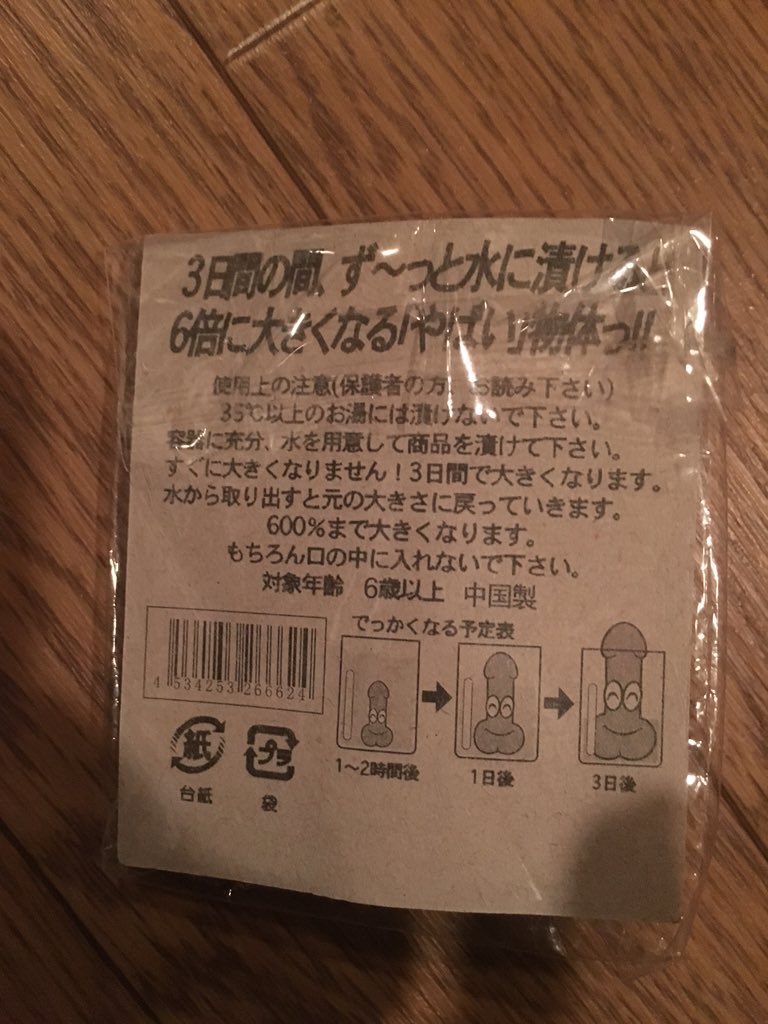 3日間の間、ず〜っと水に漬けると
6倍に大きくなる｢やばい｣物体っ!!
使用上の注意(保護者の方、お読み下さい)
35℃以上のお湯には漬けないで下さい。
容器に充分、水を用意して商品を漬けて下さい。
すぐに大きくなりません！3日間で大きくなります。
水から取り出すと元の大きさに戻っていきます。
600％まで大きくなります。
もちろん口の中に入れないで下さい。
対象年齢 6歳以上 中国製
でっかくなる予定表
4 534253 266624
1〜2時間後
1日後
3日後
紙
プラ
台紙
袋